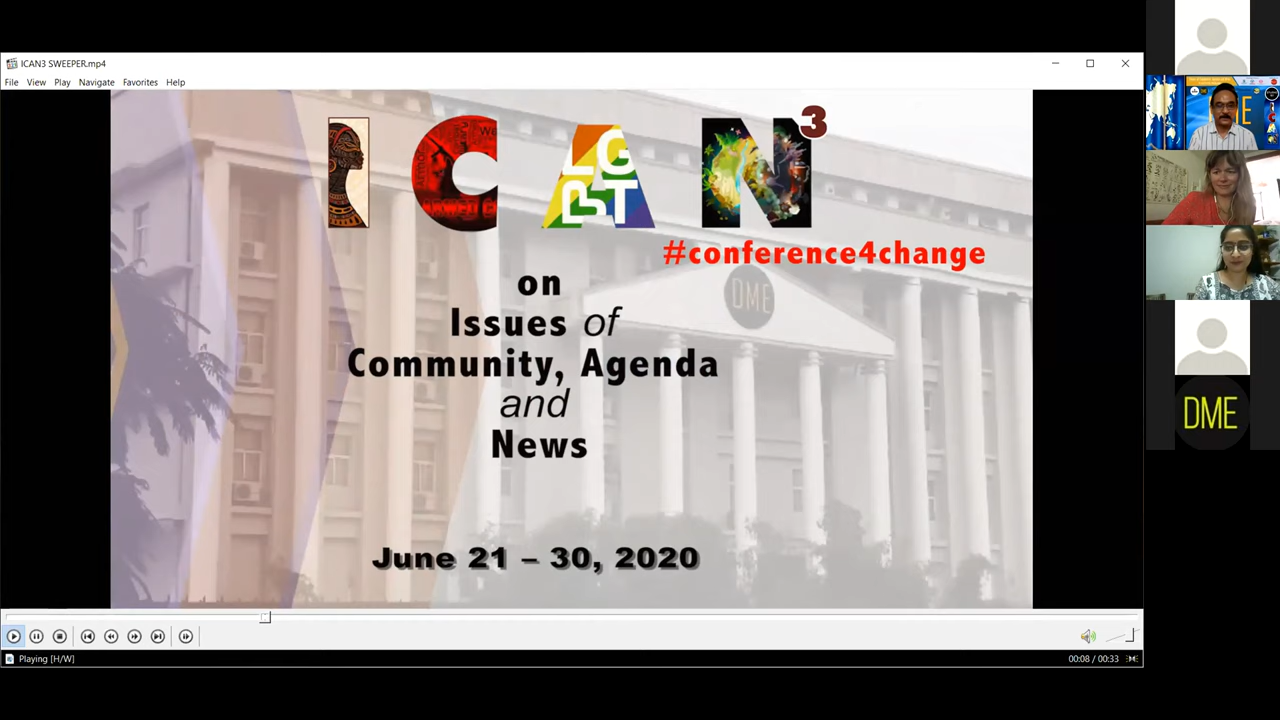 ICAN3 SWEEPER.mp4
File View Play Navigate Favorites Help
ICAN3
LGBT
#conference4change
DME
on
Issues of
Community, Agenda
and
News
June 21 – 30, 2020
Playing [H/W]
00:08 / 00:33
DME